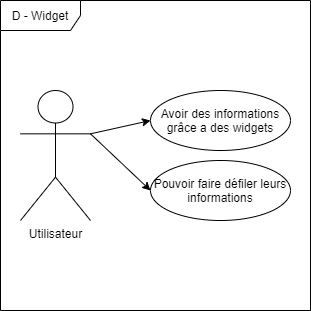 D - Widget
Avoir des informations
grâce a des widgets
Pouvoir faire défiler leurs
informations
Utilisateur